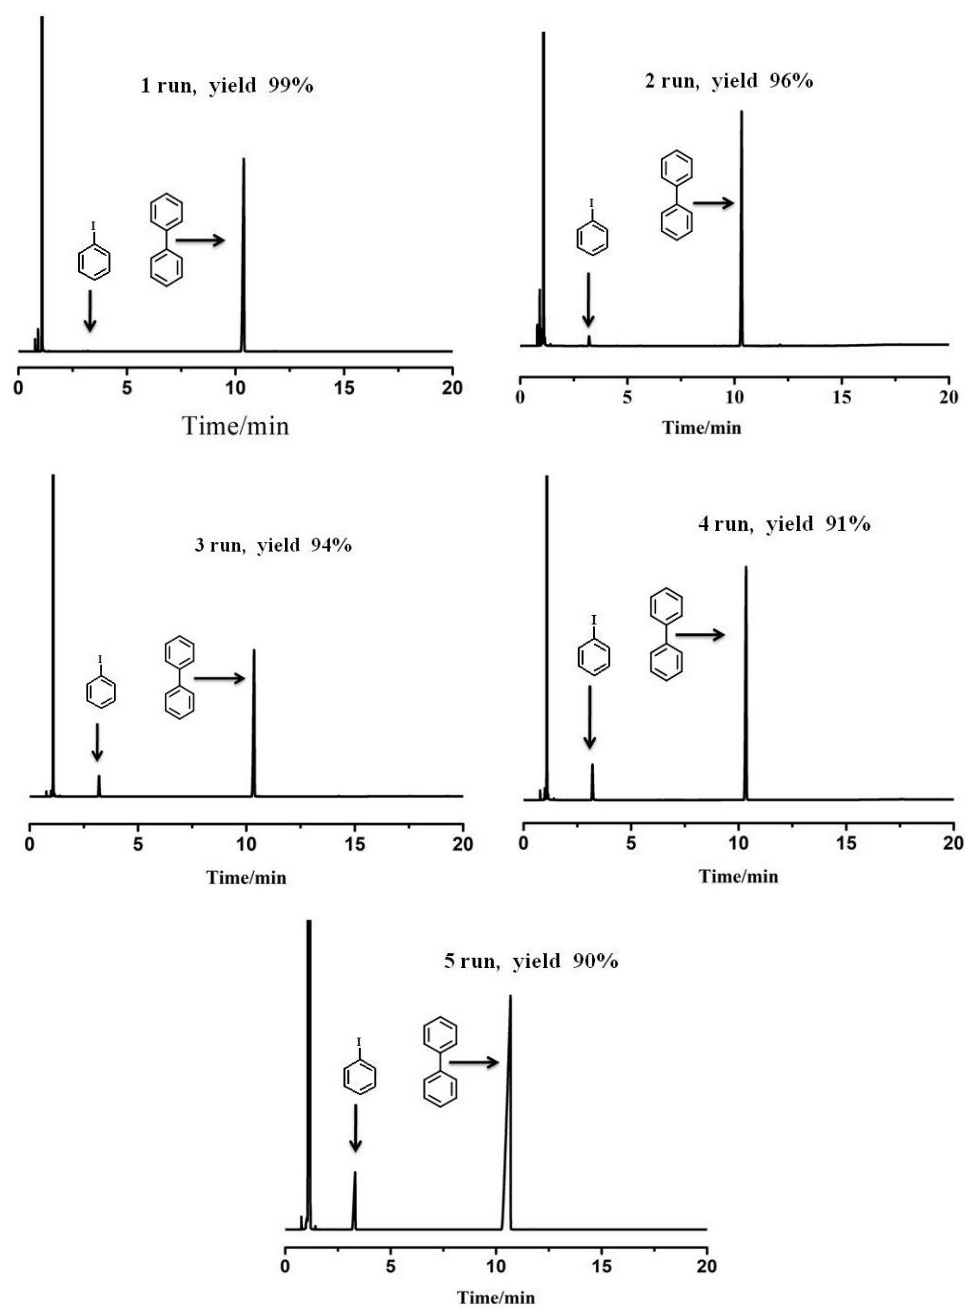 1 run, yield 99%
I
0 5 10 15 20
Time/min
2 run, yield 96%
I
0 5 10 15 20
Time/min
3 run, yield 94%
I
0 5 10 15 20
Time/min
4 run, yield 91%
I
0 5 10 15 20
Time/min
5 run, yield 90%
I
0 5 10 15 20
Time/min